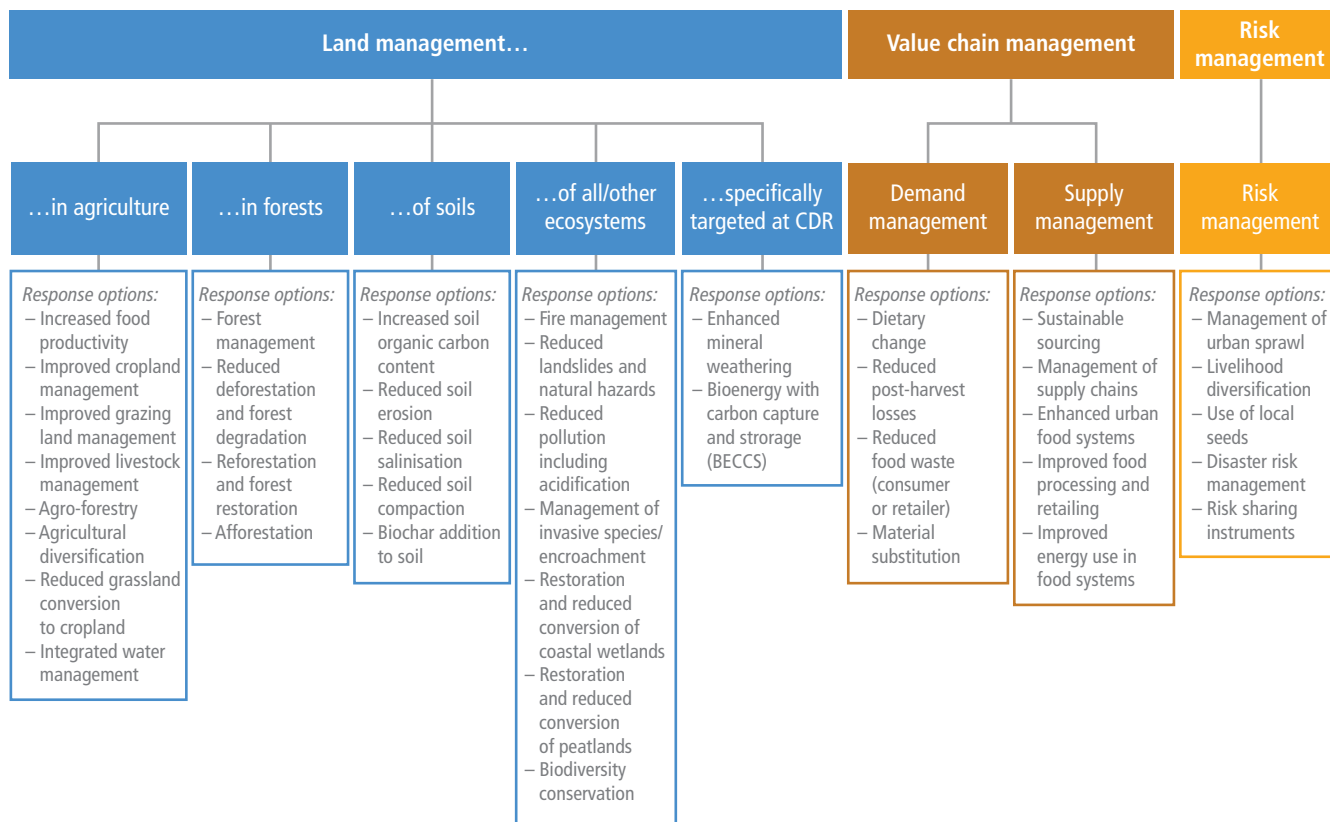 Land management…
Value chain management
Risk
management
…in agriculture
…in forests
…of soils
…of all/other
ecosystems
…specifically
targeted at CDR
Demand
management
Supply
management
Risk
management
Response options:
– Increased food
productivity
– Improved cropland
management
– Improved grazing
land management
– Improved livestock
management
– Agro-forestry
– Agricultural
diversification
– Reduced grassland
conversion
to cropland
– Integrated water
management
Response options:
– Forest
management
– Reduced
deforestation
and forest
degradation
– Reforestation
and forest
restoration
– Afforestation
Response options:
– Increased soil
organic carbon
content
– Reduced soil
erosion
– Reduced soil
salinisation
– Reduced soil
compaction
– Biochar addition
to soil
Response options:
– Fire management
– Reduced
landslides and
natural hazards
– Reduced
pollution
including
acidification
– Management of
invasive species/
encroachment
– Restoration
and reduced
conversion of
coastal wetlands
– Restoration
and reduced
conversion
of peatlands
– Biodiversity
conservation
Response options:
– Enhanced
mineral
weathering
– Bioenergy with
carbon capture
and strorage
(BECCS)
Response options:
– Dietary
change
– Reduced
post-harvest
losses
– Reduced
food waste
(consumer
or retailer)
– Material
substitution
Response options:
– Sustainable
sourcing
– Management of
supply chains
– Enhanced urban
food systems
– Improved food
processing and
retailing
– Improved
energy use in
food systems
Response options:
– Management of
urban sprawl
– Livelihood
diversification
– Use of local
seeds
– Disaster risk
management
– Risk sharing
instruments